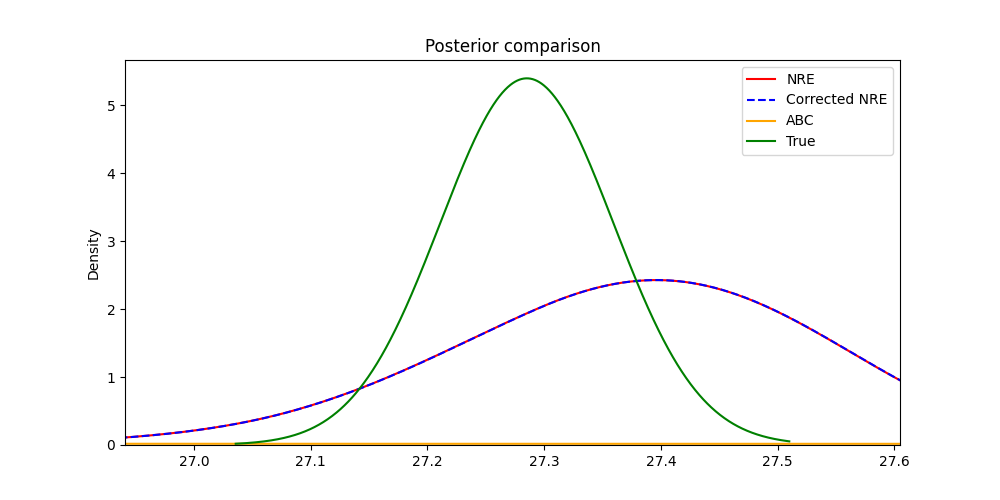 Posterior comparison
NRE
Corrected NRE
ABC
True
Density
5
4
3
2
1
0
27.0 27.1 27.2 27.3 27.4 27.5 27.6